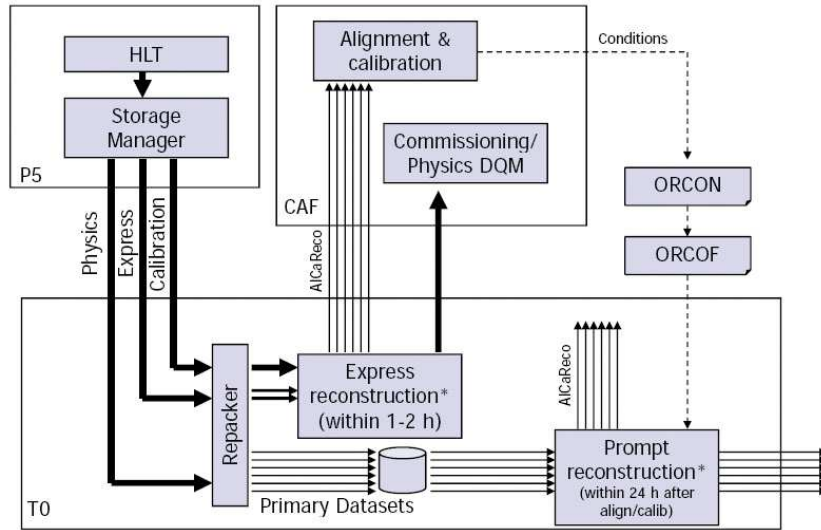 HLT
Storage
Manager
P5
Alignment &
calibration
Commissioning/
Physics DQM
CAF
Conditions
ORCON
ORCOF
Physics
Express
Calibration
AlCaReco
Repacker
Express
reconstruction*
(within 1-2 h)
AlCaReco
Prompt
reconstruction*
(within 24 h after
align/calib)
Primary Datasets
T0